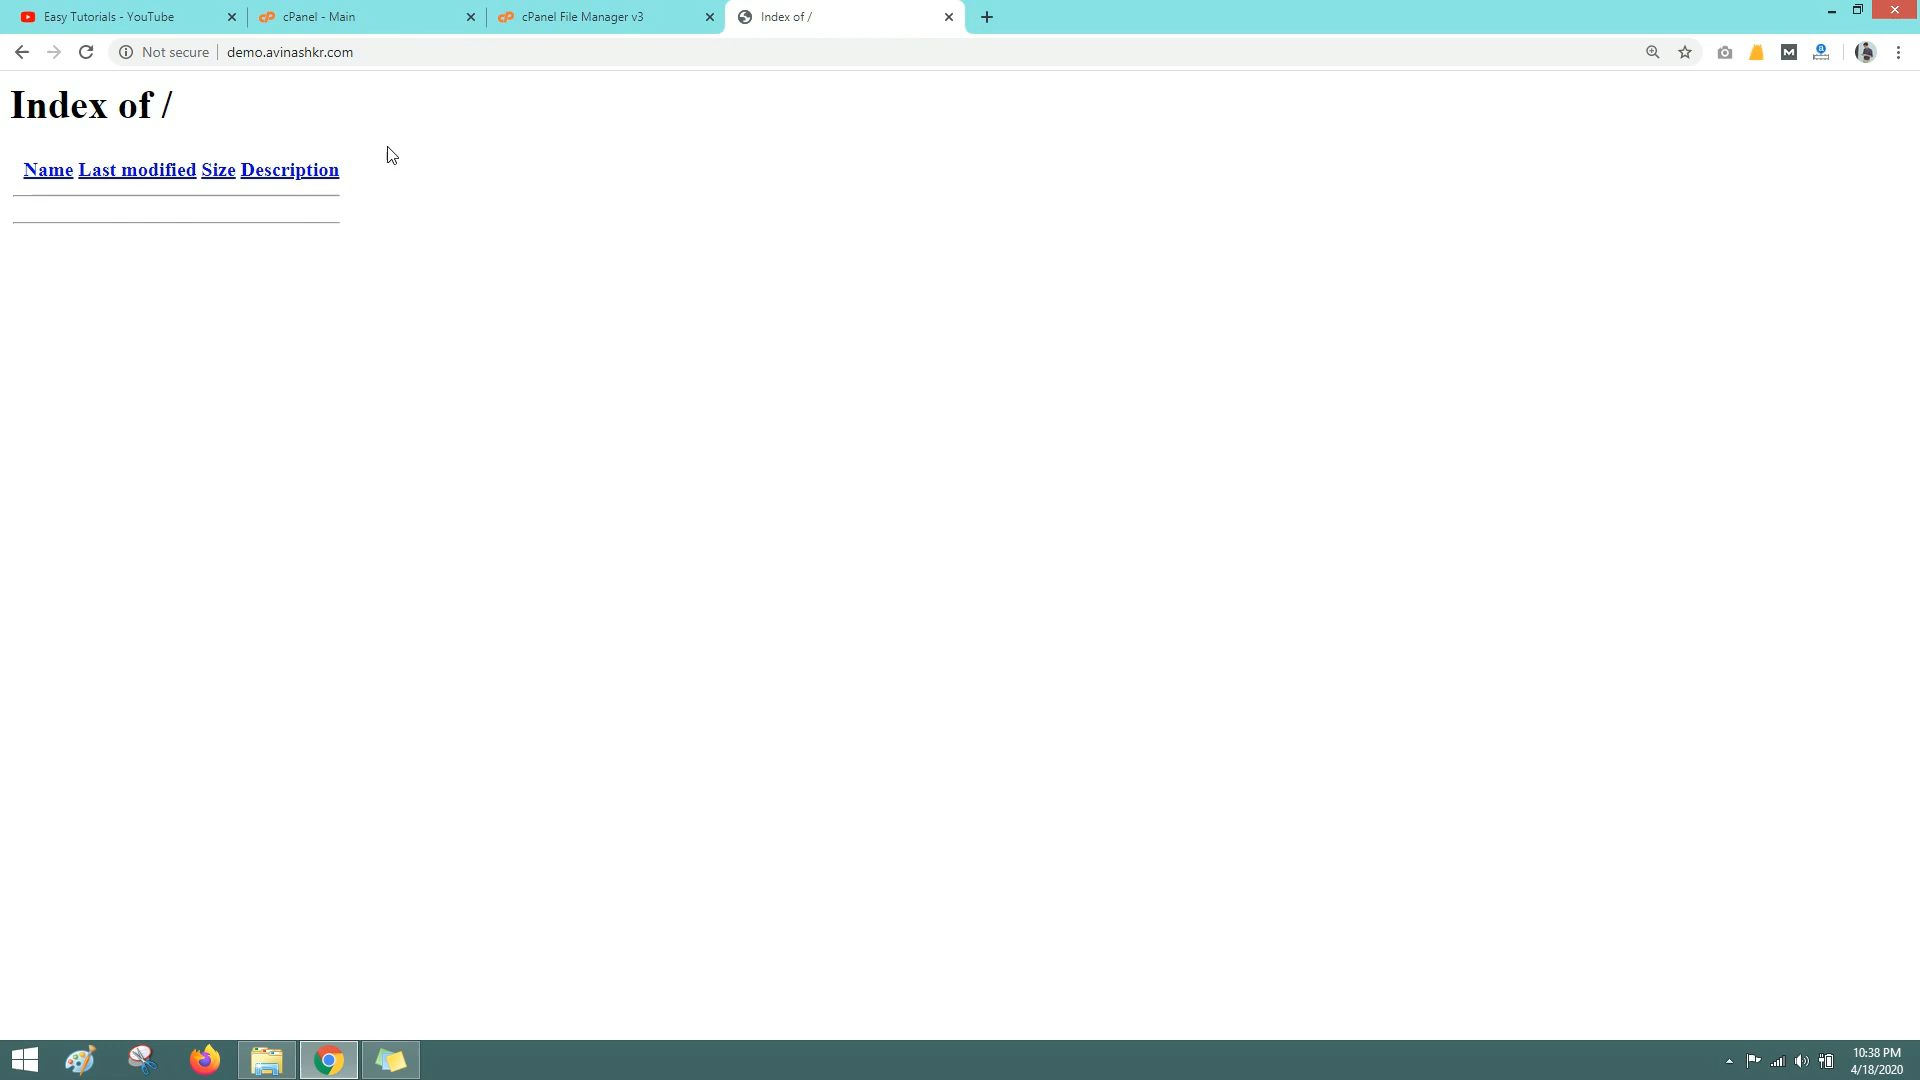 Easy Tutorials - YouTube
cPanel - Main
cPanel File Manager v3
Index of /
Not secure
demo.avinashkr.com
Index of /
Name Last modified Size Description
10:38 PM
4/18/2020